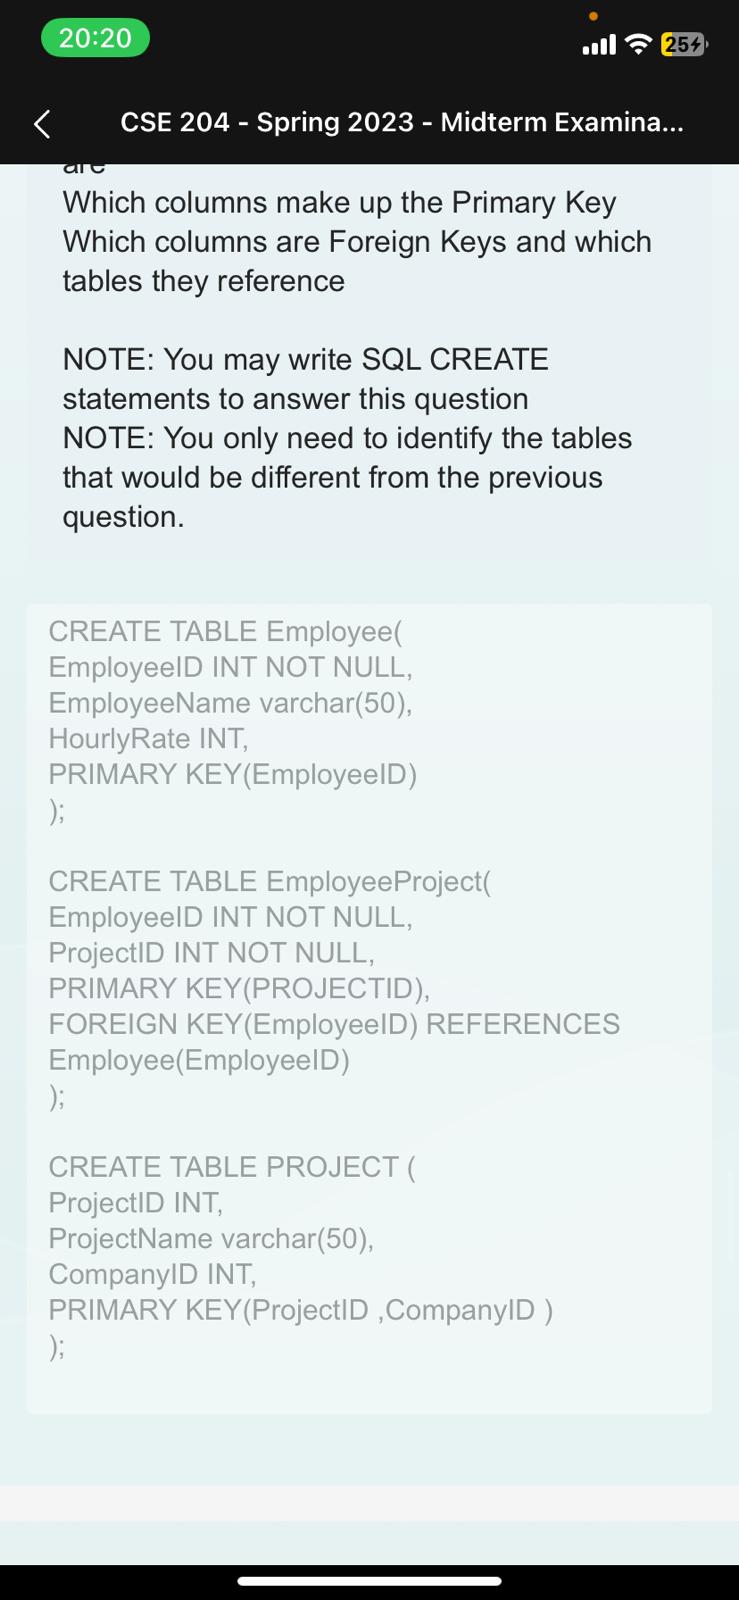 20:20
25
CSE 204 - Spring 2023 - Midterm Examina...
are
Which columns make up the Primary Key
Which columns are Foreign Keys and which
tables they reference
NOTE: You may write SQL CREATE
statements to answer this question
NOTE: You only need to identify the tables
that would be different from the previous
question.
CREATE TABLE Employee(
EmployeeID INT NOT NULL,
EmployeeName varchar(50),
HourlyRate INT,
PRIMARY KEY(EmployeeID)
);
CREATE TABLE EmployeeProject(
EmployeeID INT NOT NULL,
ProjectID INT NOT NULL,
PRIMARY KEY(PROJECTID),
FOREIGN KEY(EmployeeID) REFERENCES
Employee(EmployeeID)
);
CREATE TABLE PROJECT (
ProjectID INT,
ProjectName varchar(50),
CompanyID INT,
PRIMARY KEY(ProjectID ,CompanyID )
);